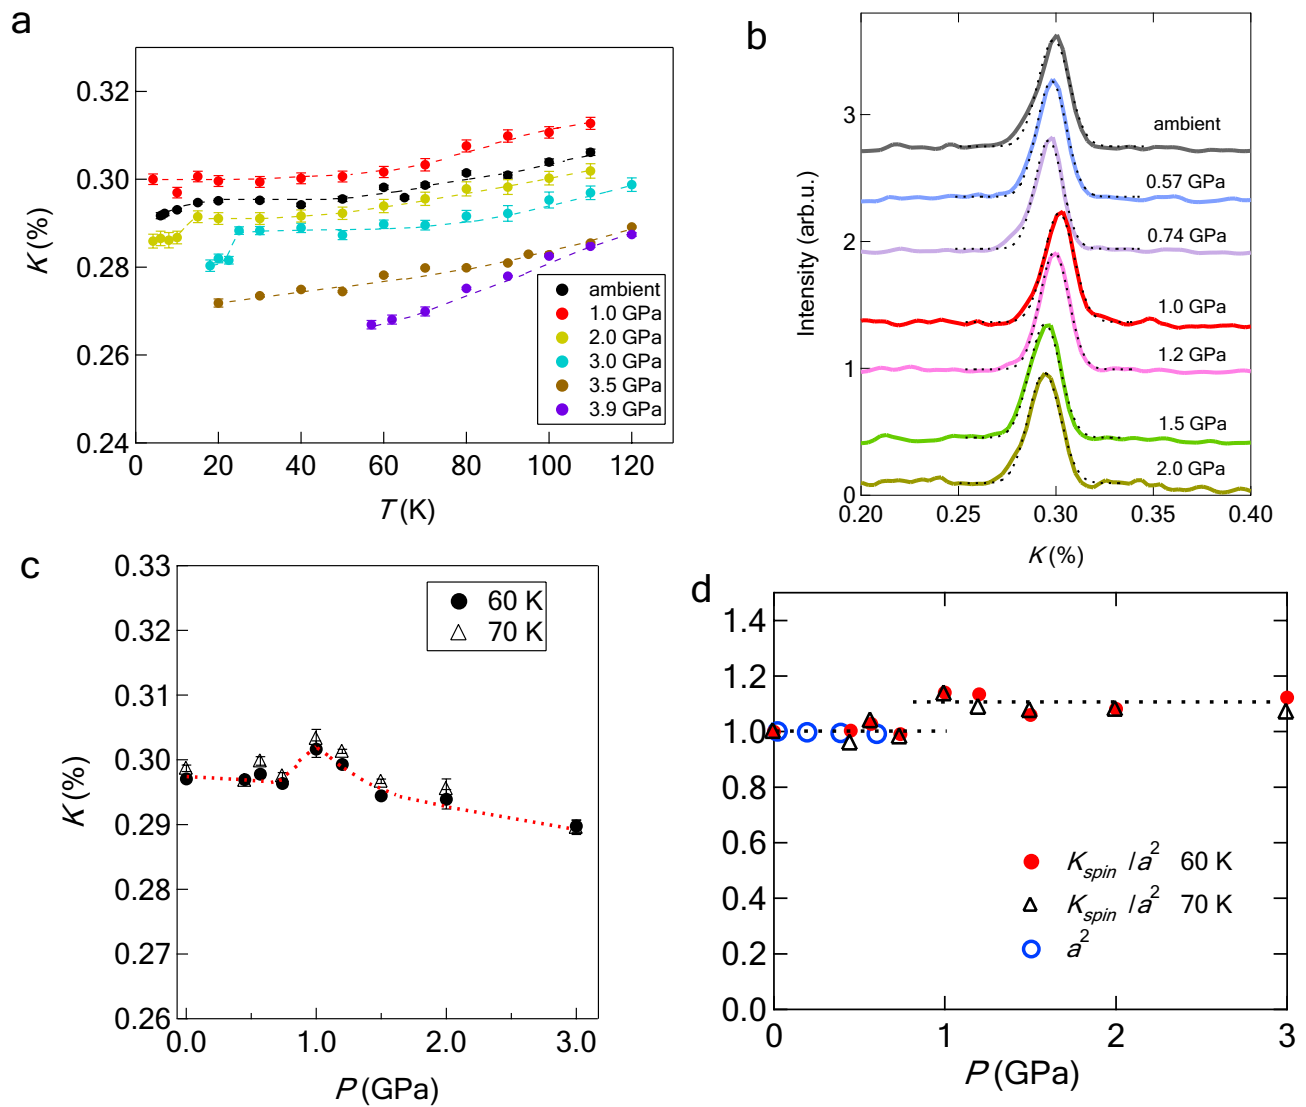 a
K (%)
0.32
0.30
0.28
0.26
0.24
0
20
40
60
80
100
120
T (K)
ambient
1.0 GPa
2.0 GPa
3.0 GPa
3.5 GPa
3.9 GPa
b
Intensity (arb.u.)
3
2
1
0
ambient
0.57 GPa
0.74 GPa
1.0 GPa
1.2 GPa
1.5 GPa
2.0 GPa
0.20
0.25
0.30
0.35
0.40
K (%)
c
K (%)
0.33
0.32
0.31
0.30
0.29
0.28
0.27
0.26
60 K
70 K
0.0
1.0
2.0
3.0
P (GPa)
d
1.4
1.2
1.0
0.8
0.6
0.4
0.2
0.0
K_spin /a² 60 K
K_spin /a² 70 K
a²
0
1
2
3
P (GPa)